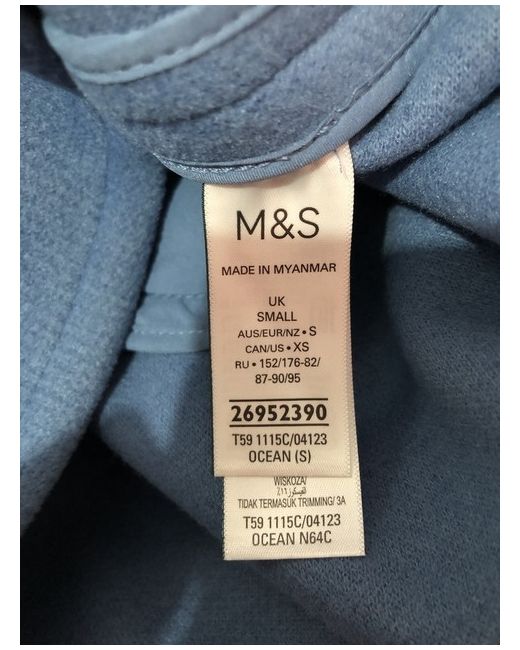 M&S
MADE IN MYANMAR
UK
SMALL
AUS/EUR/NZ • S
CAN/US • XS
RU • 152/176-82/
87-90/95
26952390
T59 1115C/04123
OCEAN (S)
WISKOZA/
TIDAK TERMASUK TRIMMING/ 3A
T59 1115C/04123
OCEAN N64C